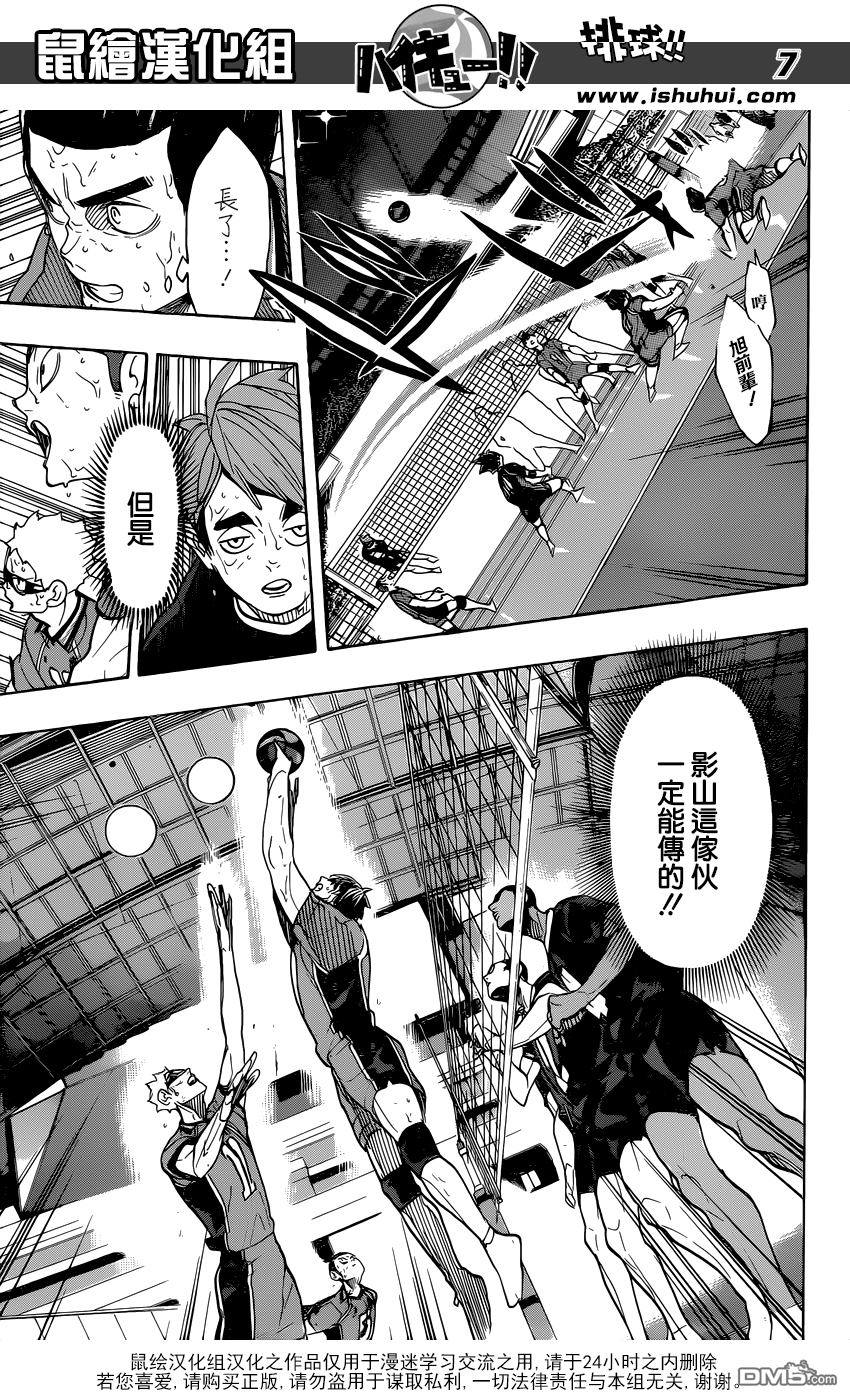 鼠繪漢化組
ハイキュー!!
排球!!
7
www.ishuhui.com
哼
旭前輩!
長了…!
但是
影山這傢伙
一定能傳的!!
鼠绘汉化组汉化之作品仅用于漫迷学习交流之用, 请于24小时之内删除
若您喜爱, 请购买正版, 请勿盗用于谋取私利, 一切法律责任与本组无关, 谢谢。
DM5.com